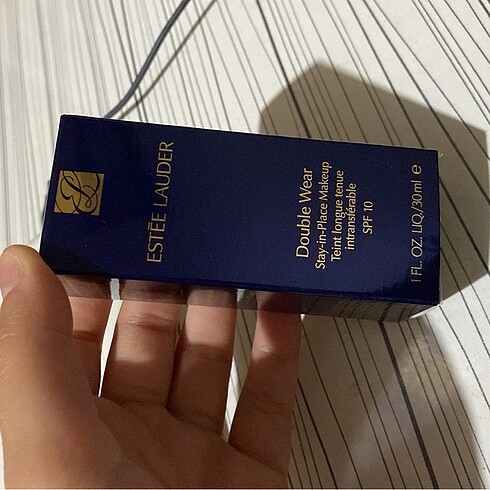 ESTĒE LAUDER
Double Wear
Stay-in-Place Makeup
Teint longue tenue
intransférable
SPF 10
1 FL. OZ. LIQ./30ml ℮